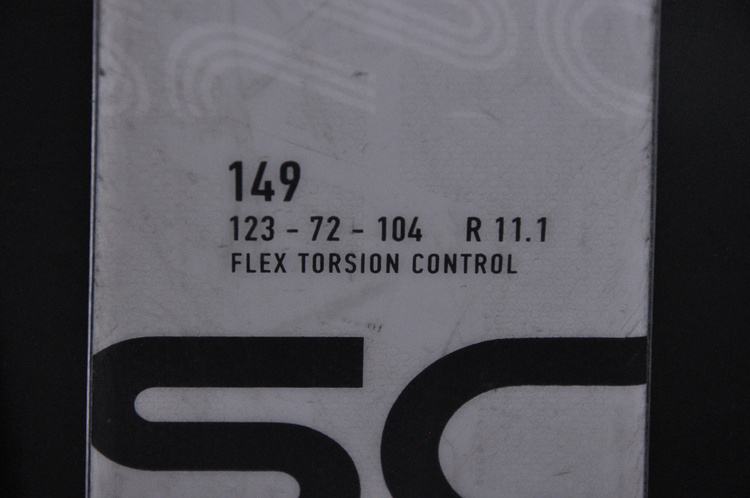 149
123 - 72 - 104 R 11.1
FLEX TORSION CONTROL
SC